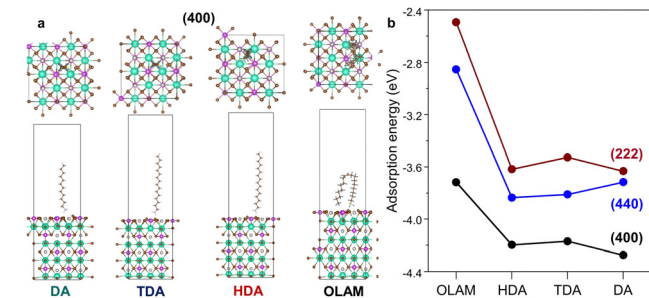 a
(400)
DA
TDA
HDA
OLAM
b
Adsorption energy (eV)
-2.4
-2.8
-3.2
-3.6
-4.0
-4.4
(222)
(440)
(400)
OLAM HDA TDA DA